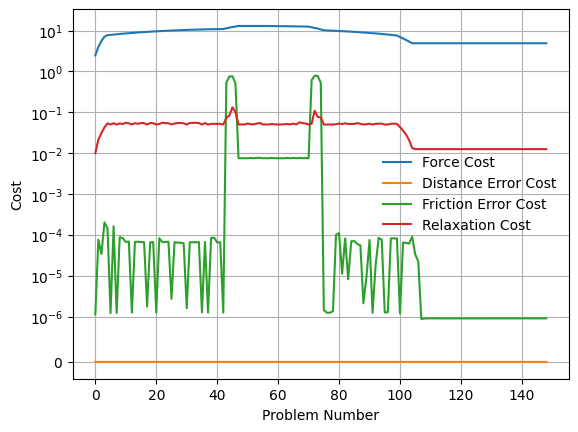 10¹
10⁰
10⁻¹
10⁻²
10⁻³
10⁻⁴
10⁻⁵
10⁻⁶
0
Cost
Force Cost
Distance Error Cost
Friction Error Cost
Relaxation Cost
0 20 40 60 80 100 120 140
Problem Number